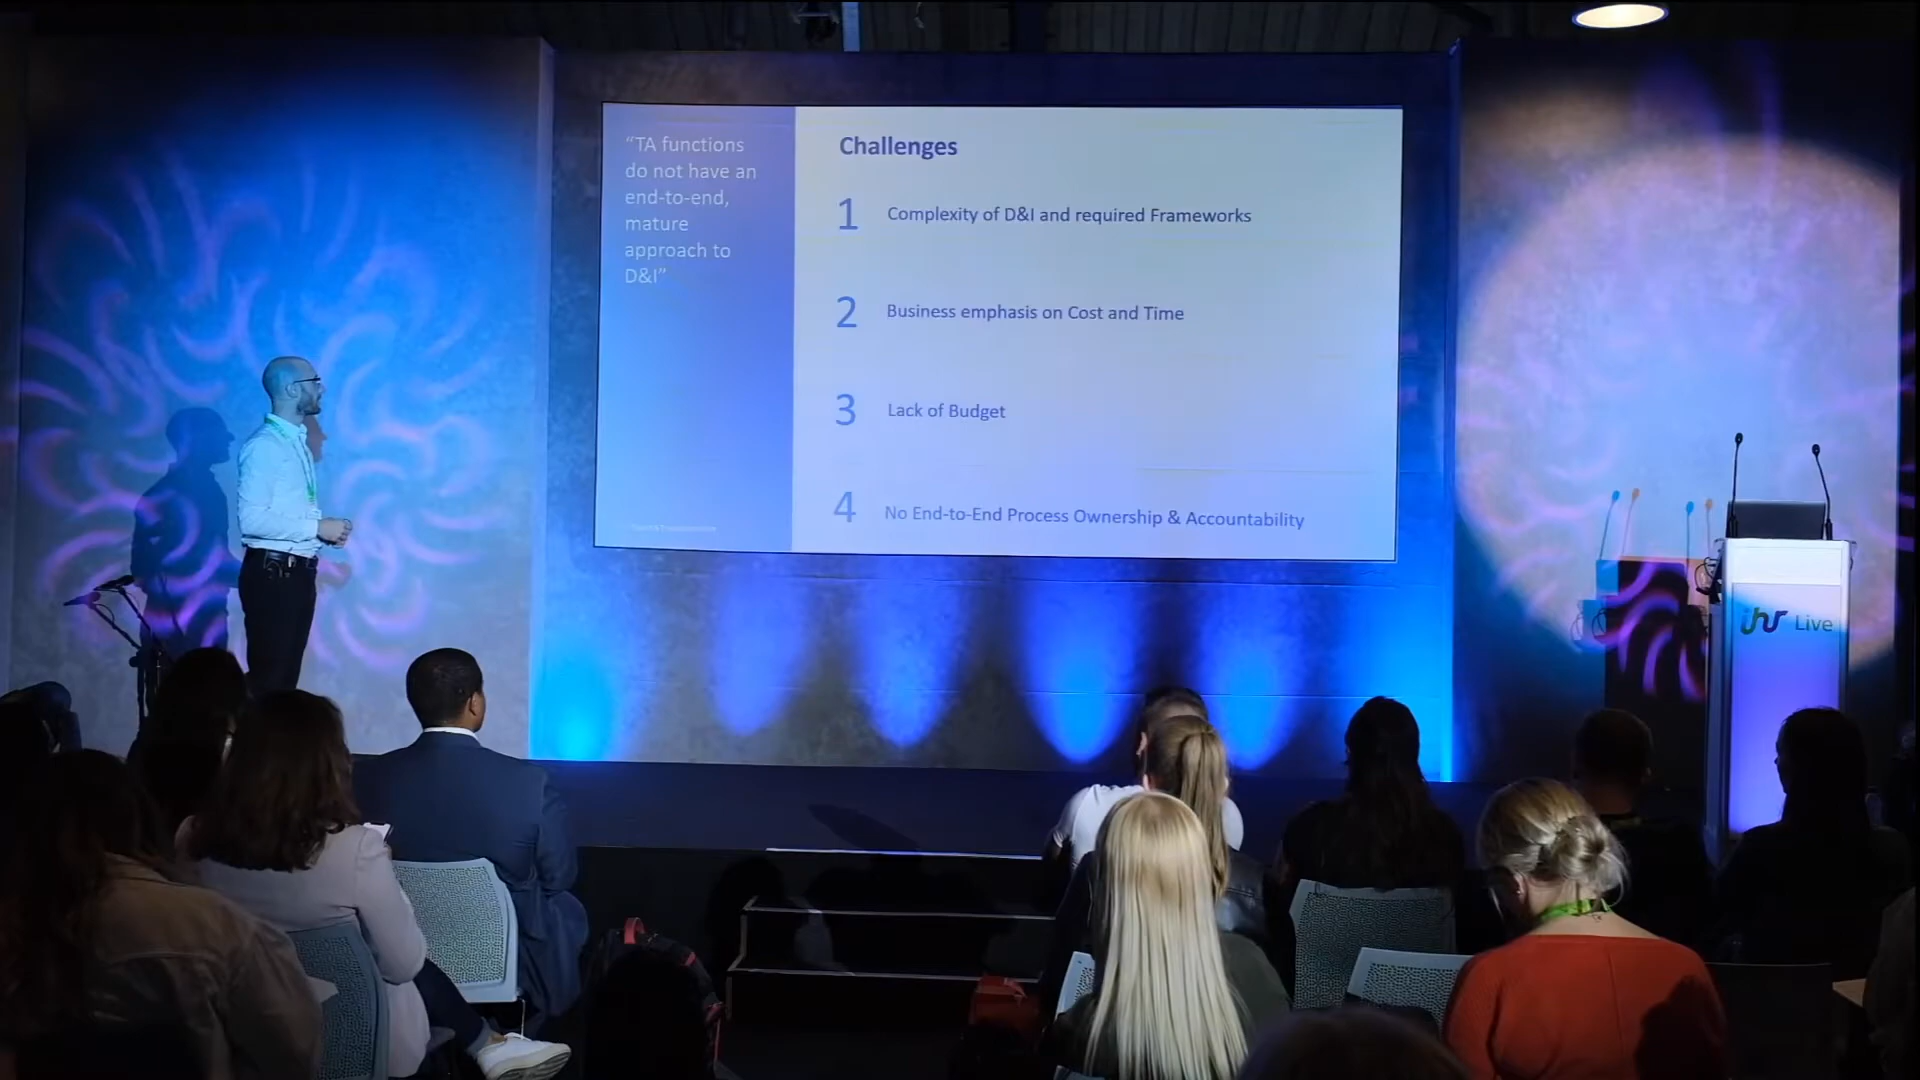 “TA functions
do not have an
end-to-end,
mature
approach to
D&I”
Challenges
1 Complexity of D&I and required Frameworks
2 Business emphasis on Cost and Time
3 Lack of Budget
4 No End-to-End Process Ownership & Accountability
ihr Live